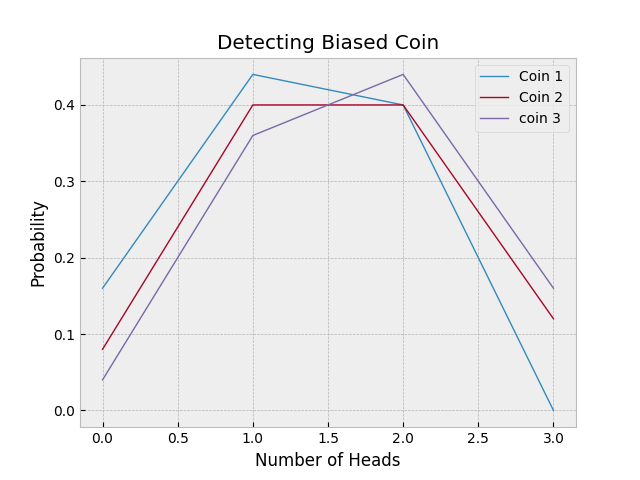 Detecting Biased Coin
Coin 1
Coin 2
coin 3
Probability
0.4
0.3
0.2
0.1
0.0
0.0 0.5 1.0 1.5 2.0 2.5 3.0
Number of Heads